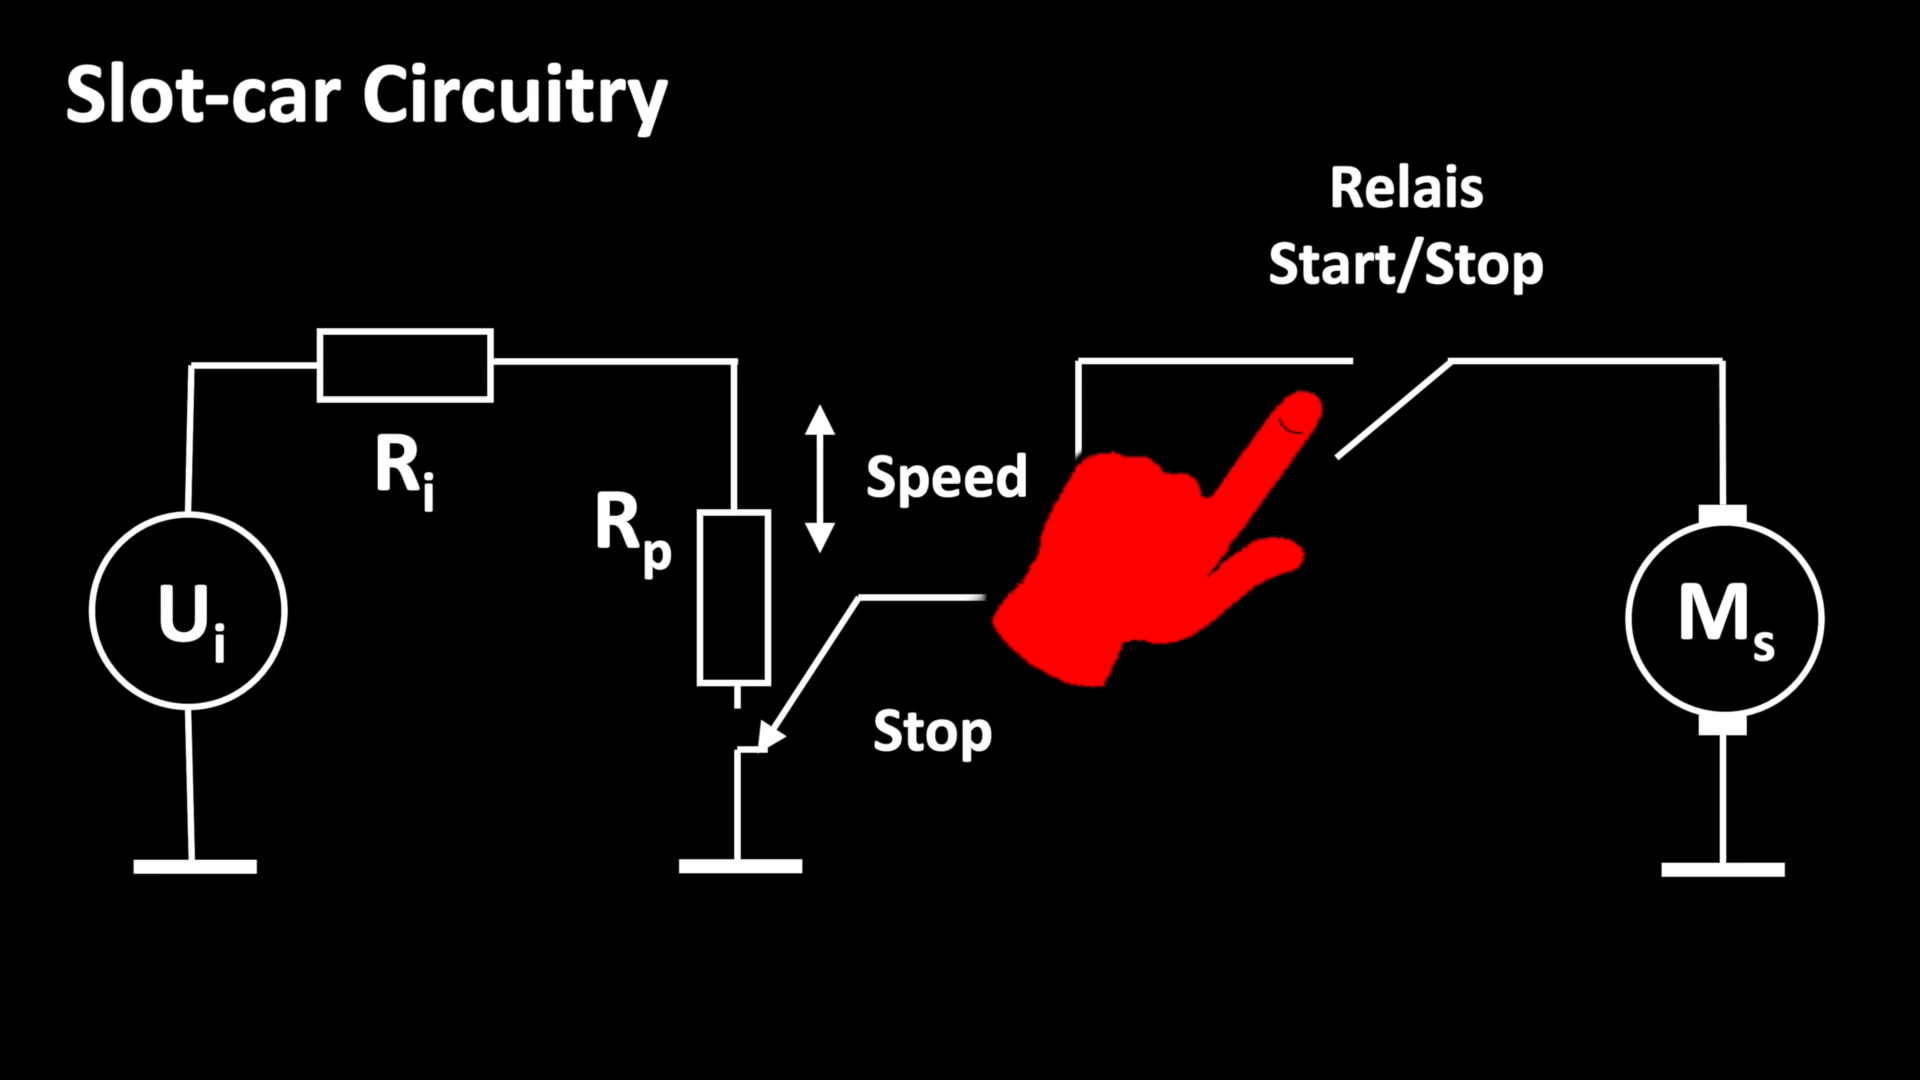 Slot-car Circuitry
Relais
Start/Stop
Ri
Speed
Rp
Ui
Ms
Stop